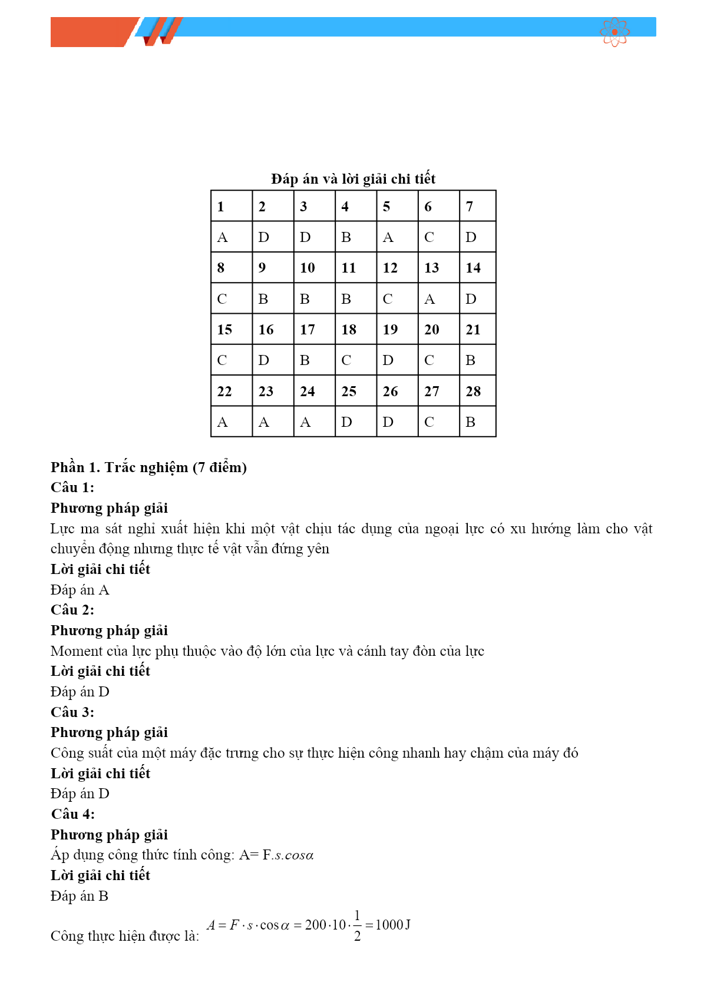 Đáp án và lời giải chi tiết
1 2 3 4 5 6 7
A D D B A C D
8 9 10 11 12 13 14
C B B B C A D
15 16 17 18 19 20 21
C D B C D C B
22 23 24 25 26 27 28
A A A D D C B
Phần 1. Trắc nghiệm (7 điểm)
Câu 1:
Phương pháp giải
Lực ma sát nghỉ xuất hiện khi một vật chịu tác dụng của ngoại lực có xu hướng làm cho vật
chuyển động nhưng thực tế vật vẫn đứng yên
Lời giải chi tiết
Đáp án A
Câu 2:
Phương pháp giải
Moment của lực phụ thuộc vào độ lớn của lực và cánh tay đòn của lực
Lời giải chi tiết
Đáp án D
Câu 3:
Phương pháp giải
Công suất của một máy đặc trưng cho sự thực hiện công nhanh hay chậm của máy đó
Lời giải chi tiết
Đáp án D
Câu 4:
Phương pháp giải
Áp dụng công thức tính công: A= F.s.cosα
Lời giải chi tiết
Đáp án B
Công thực hiện được là: A = F · s · cos α = 200 · 10 · 1/2 = 1000 J